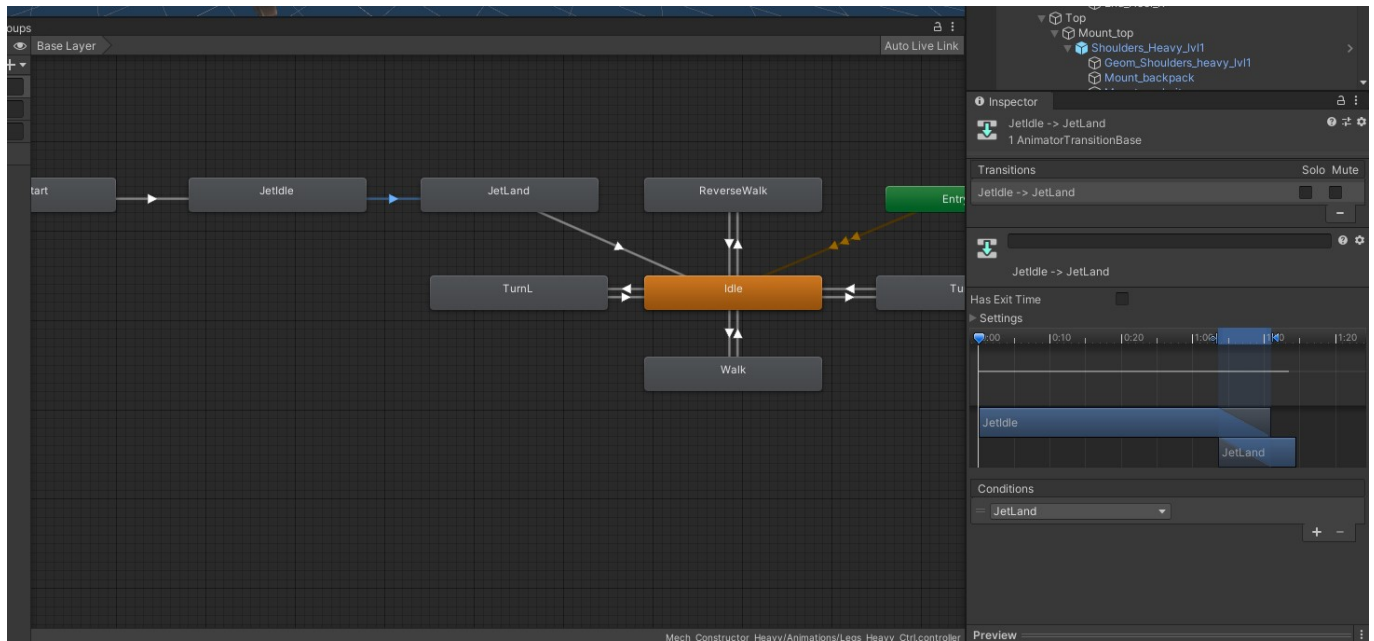 oups
Base Layer
Auto Live Link
tart
JetIdle
JetLand
ReverseWalk
Entry
TurnL
Idle
Tu
Walk
Mech_Constructor_Heavy/Animations/Legs_Heavy_Ctrl.controller
Top
Mount_top
Shoulders_Heavy_lvl1
Geom_Shoulders_heavy_lvl1
Mount_backpack
Inspector
JetIdle -> JetLand
1 AnimatorTransitionBase
Transitions Solo Mute
JetIdle -> JetLand
JetIdle -> JetLand
Has Exit Time
Settings
0:10 0:20 1:20
JetIdle
JetLand
Conditions
JetLand
Preview